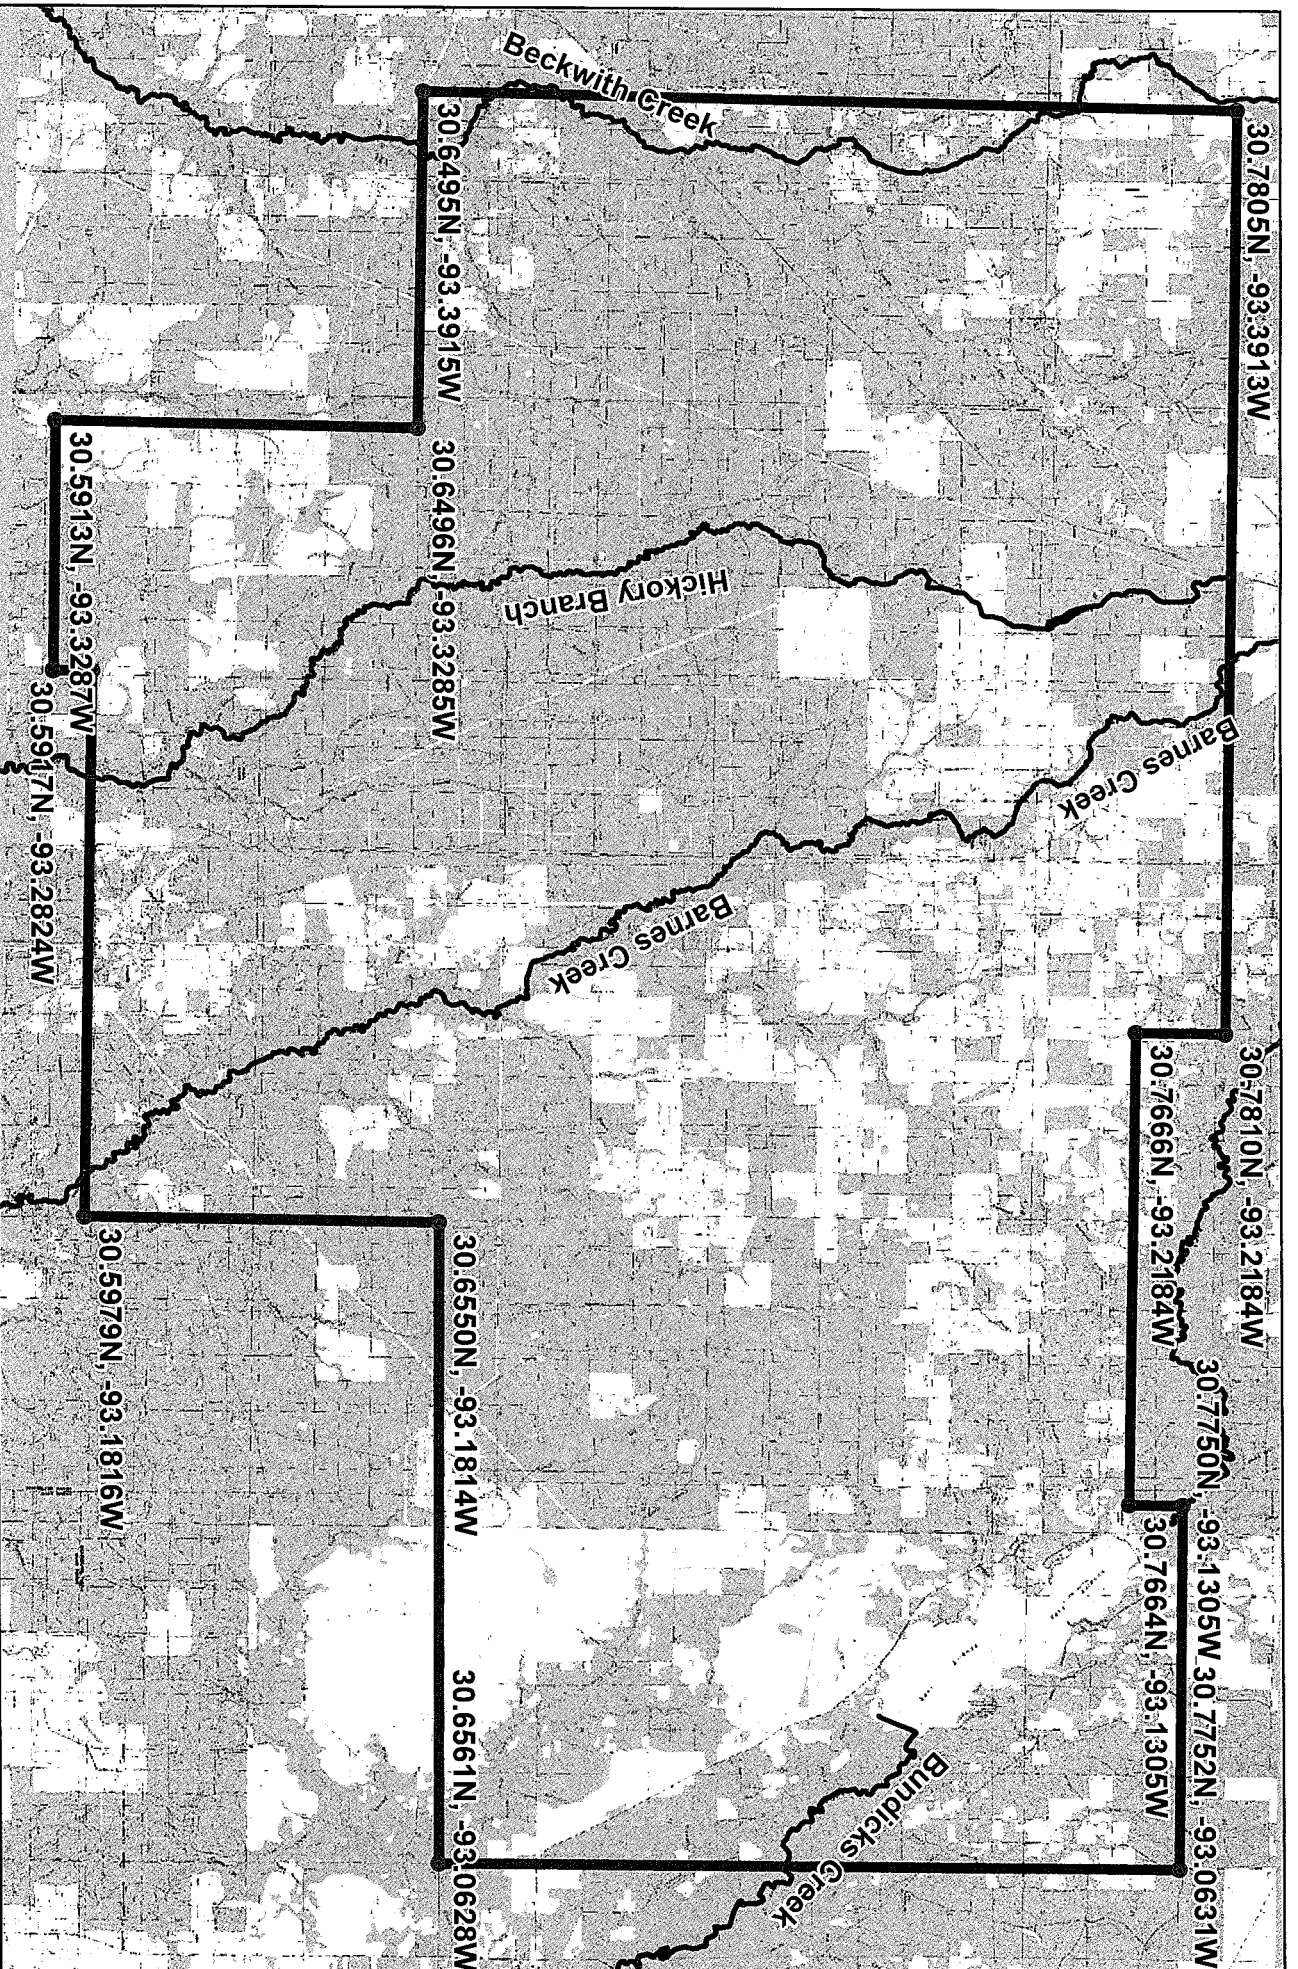 30.7805N, -93.3913W
30.7810N, -93.2184W
30.7750N, -93.1305W
30.7752N, -93.0631W
30.7666N, -93.2184W
30.7664N, -93.1305W
Barnes Creek
Beckwith Creek
Hickory Branch
Barnes Creek
Bundicks Creek
30.6495N, -93.3915W
30.6496N, -93.3285W
30.6550N, -93.1814W
30.6561N, -93.0628W
30.5913N, -93.3287W
30.5917N, -93.2824W
30.5979N, -93.1816W